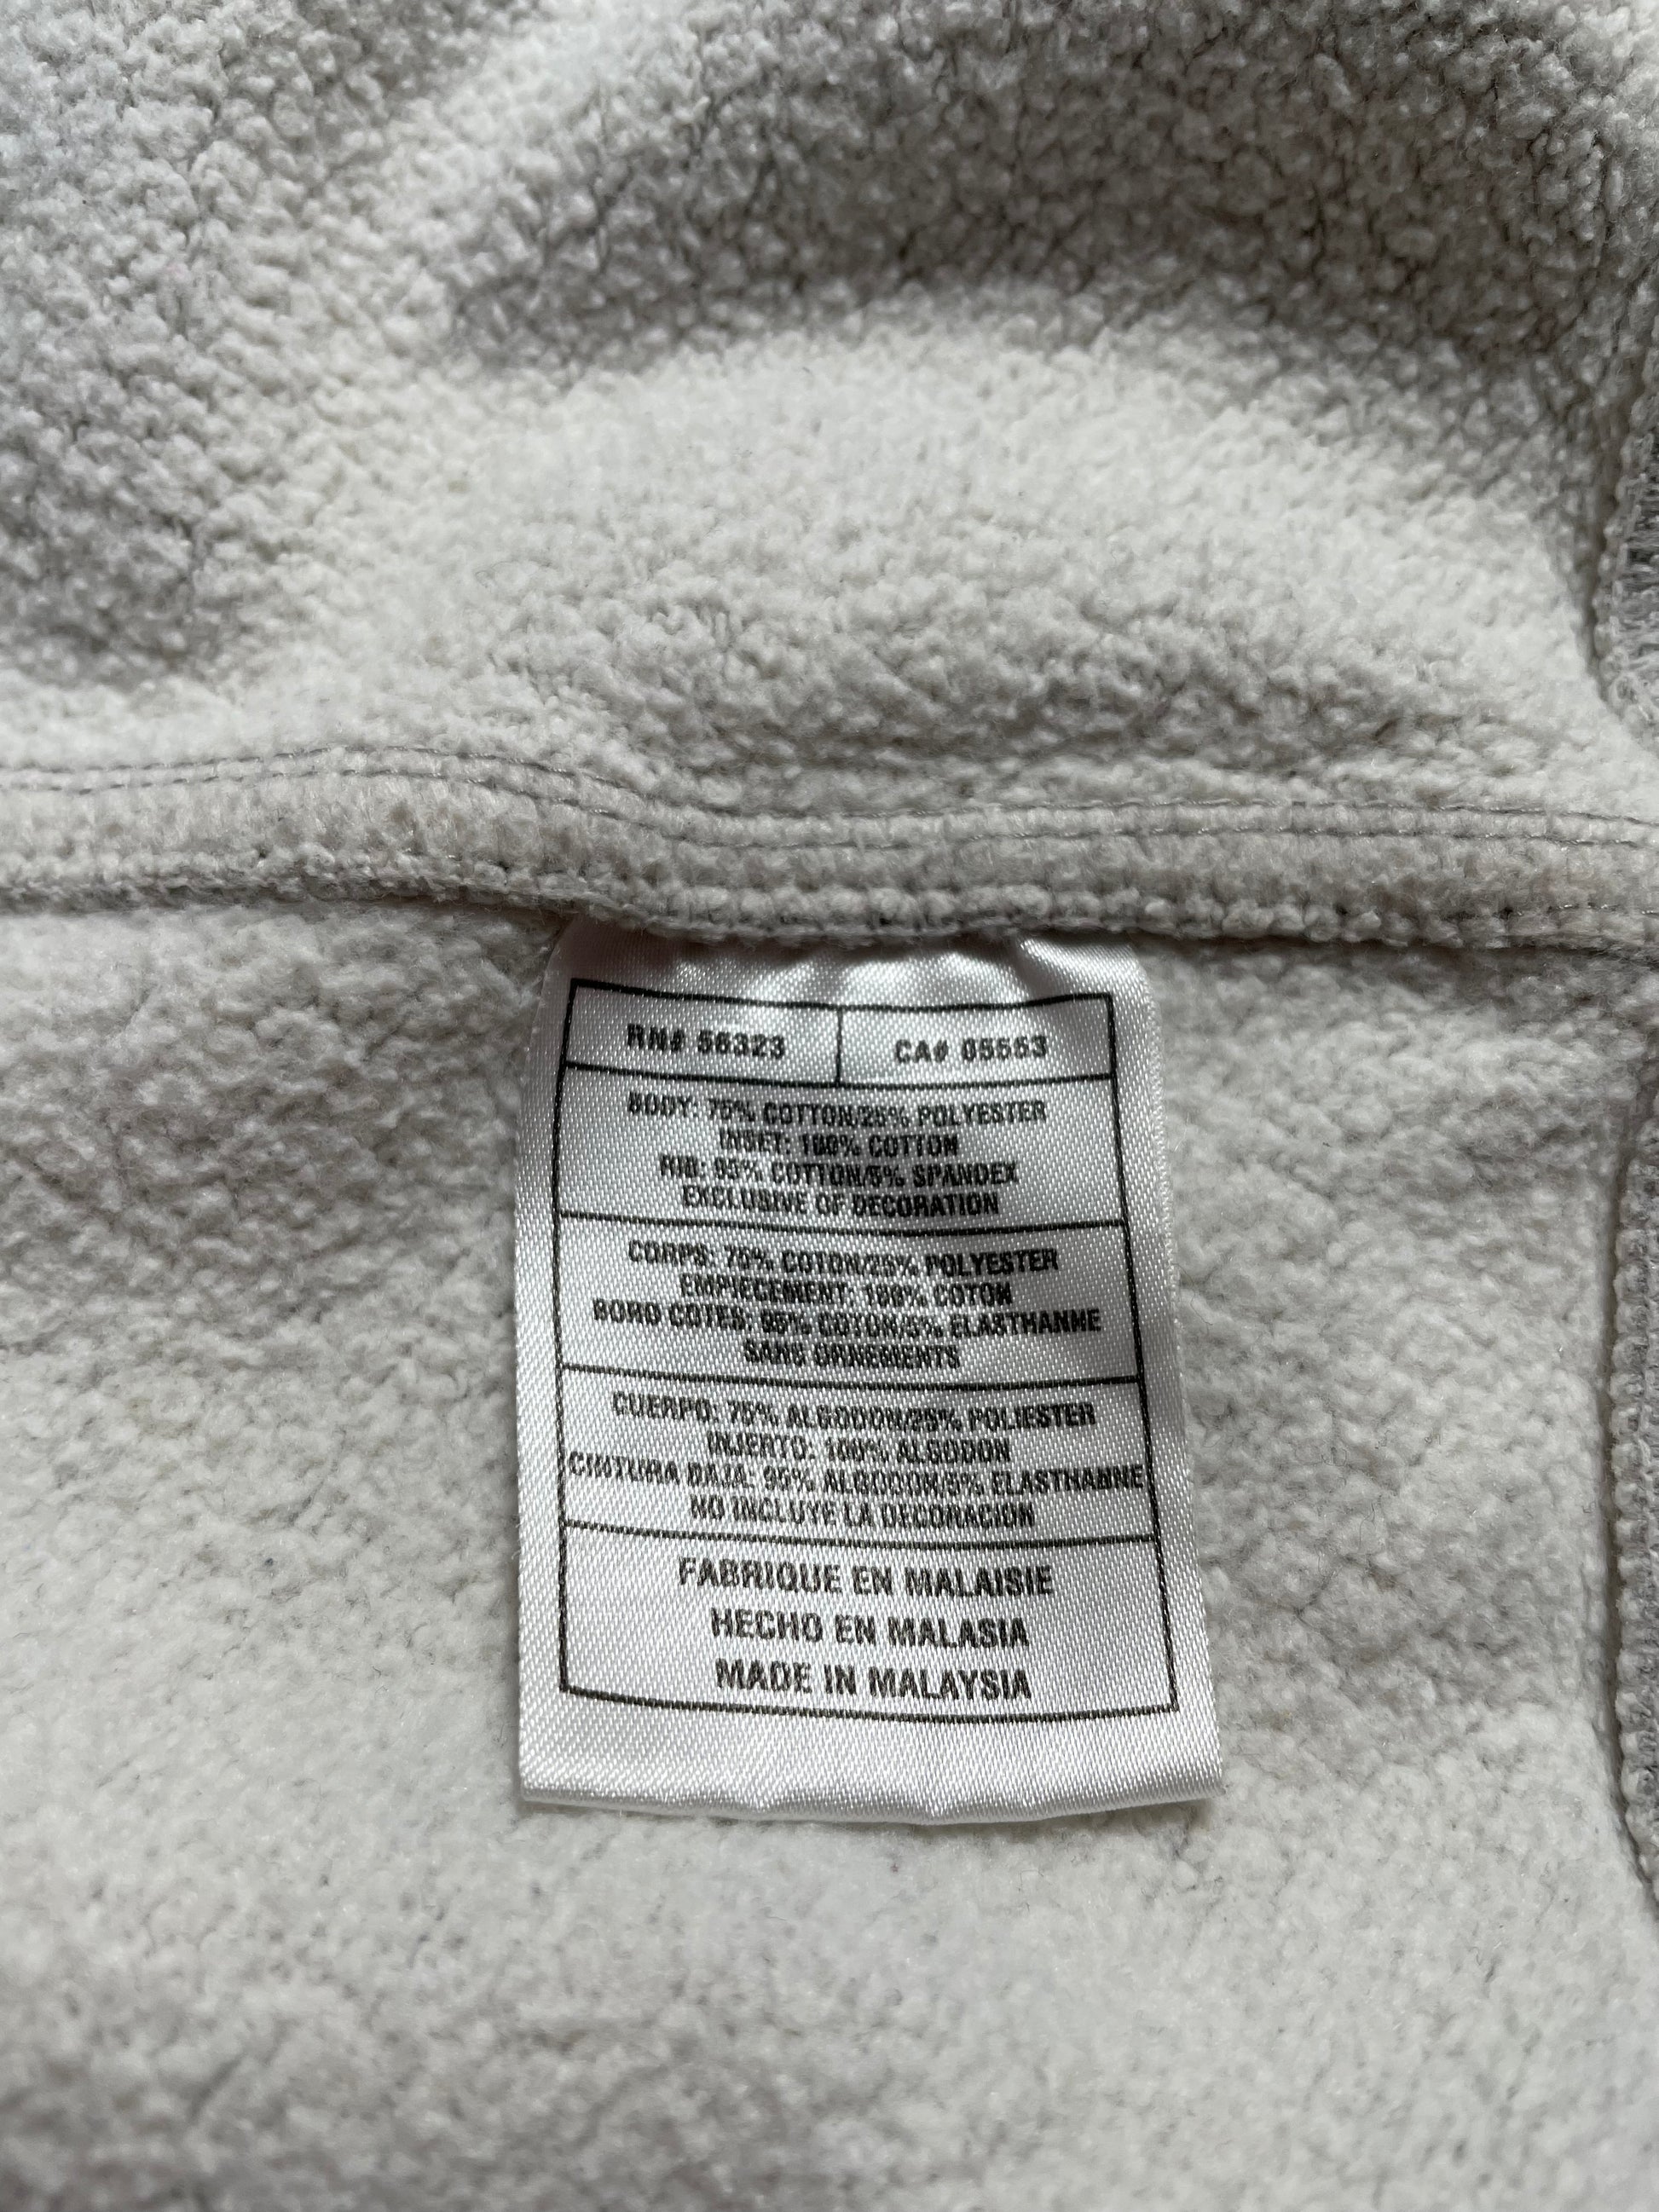 RN# 56323 CA# 05553
BODY: 75% COTTON/25% POLYESTER
INSET: 100% COTTON
RIB: 95% COTTON/5% SPANDEX
EXCLUSIVE OF DECORATION
CORPS: 75% COTON/25% POLYESTER
EMPIECEMENT: 100% COTON
BORD COTES: 95% COTON/5% ELASTHANNE
SANS ORNEMENTS
CUERPO: 75% ALGODON/25% POLIESTER
INJERTO: 100% ALGODON
CINTURA BAJA: 95% ALGODON/5% ELASTHANNE
NO INCLUYE LA DECORACION
FABRIQUE EN MALAISIE
HECHO EN MALASIA
MADE IN MALAYSIA